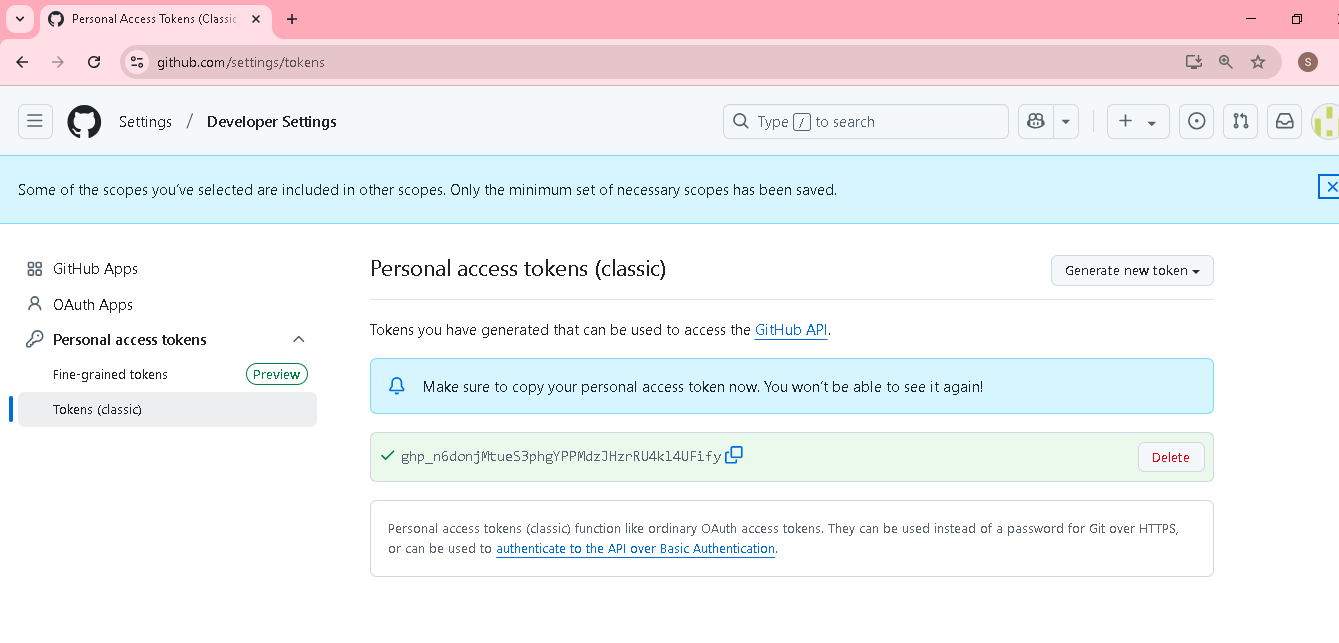 Personal Access Tokens (Classic
github.com/settings/tokens
S
Settings / Developer Settings
Type / to search
Some of the scopes you've selected are included in other scopes. Only the minimum set of necessary scopes has been saved.
GitHub Apps
OAuth Apps
Personal access tokens
Fine-grained tokens
Preview
Tokens (classic)
Personal access tokens (classic)
Generate new token
Tokens you have generated that can be used to access the GitHub API.
Make sure to copy your personal access token now. You won't be able to see it again!
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
Delete
Personal access tokens (classic) function like ordinary OAuth access tokens. They can be used instead of a password for Git over HTTPS,
or can be used to authenticate to the API over Basic Authentication.